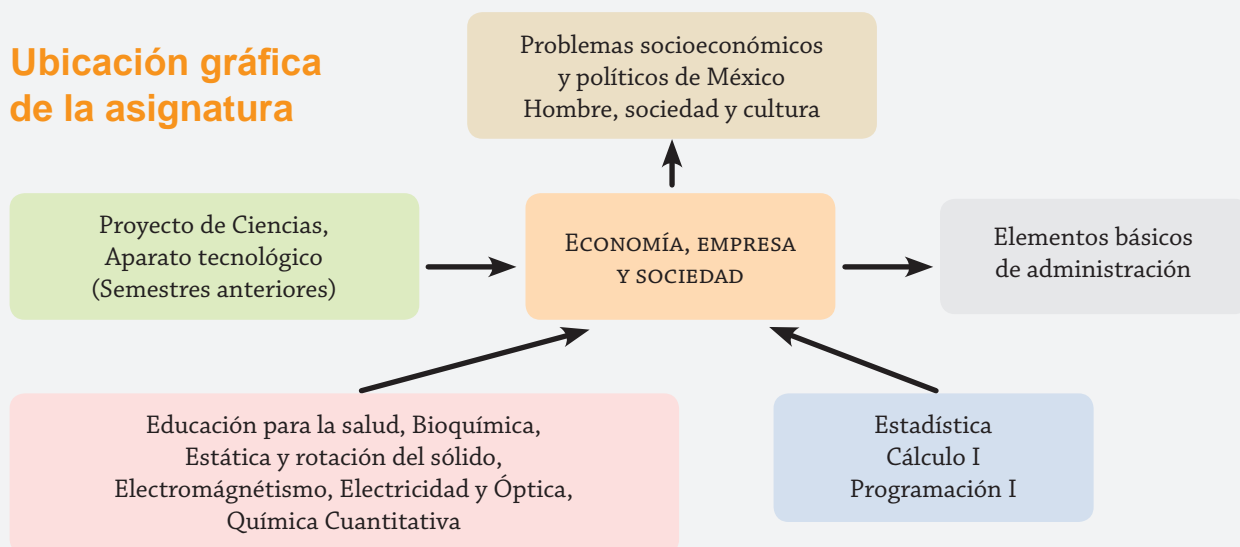 Ubicación gráfica
de la asignatura
Problemas socioeconómicos
y políticos de México
Hombre, sociedad y cultura
Proyecto de Ciencias,
Aparato tecnológico
(Semestres anteriores)
Economía, empresa
y sociedad
Elementos básicos
de administración
Educación para la salud, Bioquímica,
Estática y rotación del sólido,
Electromágnétismo, Electricidad y Óptica,
Química Cuantitativa
Estadística
Cálculo I
Programación I